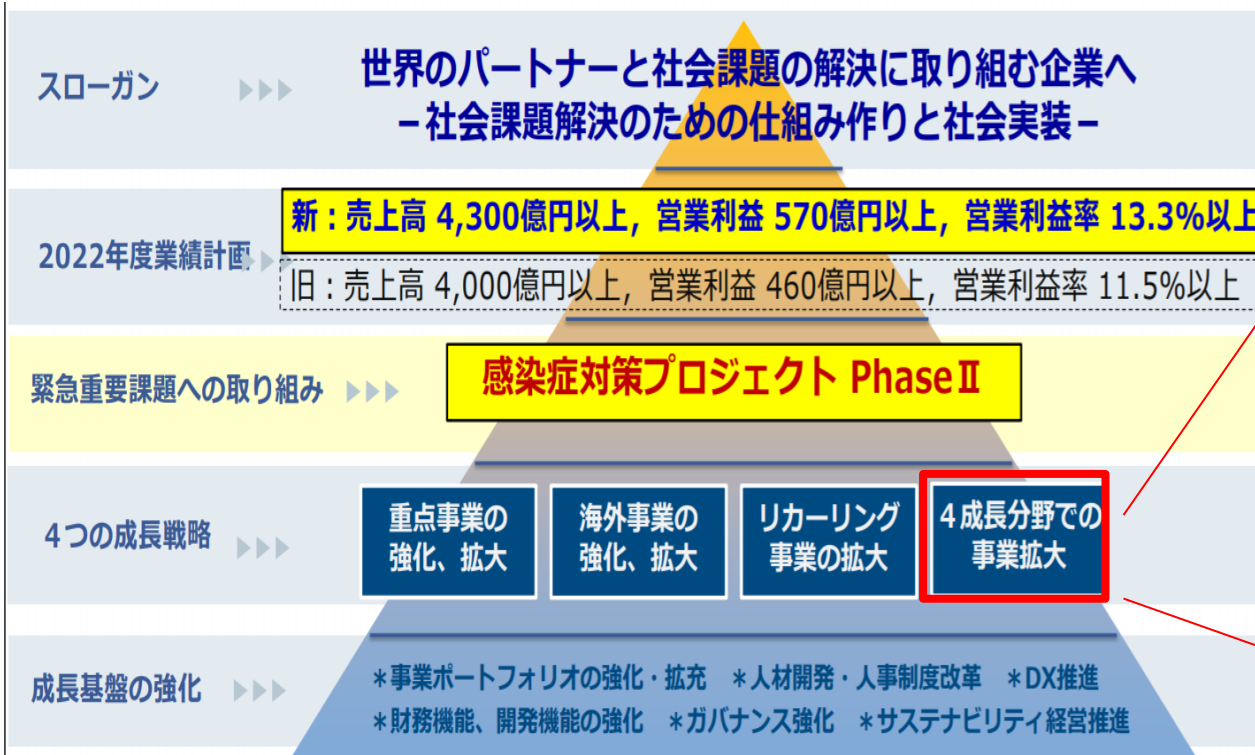 スローガン
世界のパートナーと社会課題の解決に取り組む企業へ
－社会課題解決のための仕組み作りと社会実装－
2022年度業績計画
新：売上高 4,300億円以上，営業利益 570億円以上，営業利益率 13.3%以上
旧：売上高 4,000億円以上，営業利益 460億円以上，営業利益率 11.5%以上
緊急重要課題への取り組み
感染症対策プロジェクト PhaseⅡ
４つの成長戦略
重点事業の
強化、拡大
海外事業の
強化、拡大
リカーリング
事業の拡大
４成長分野での
事業拡大
成長基盤の強化
＊事業ポートフォリオの強化・拡充 ＊人材開発・人事制度改革 ＊DX推進
＊財務機能、開発機能の強化 ＊ガバナンス強化 ＊サステナビリティ経営推進